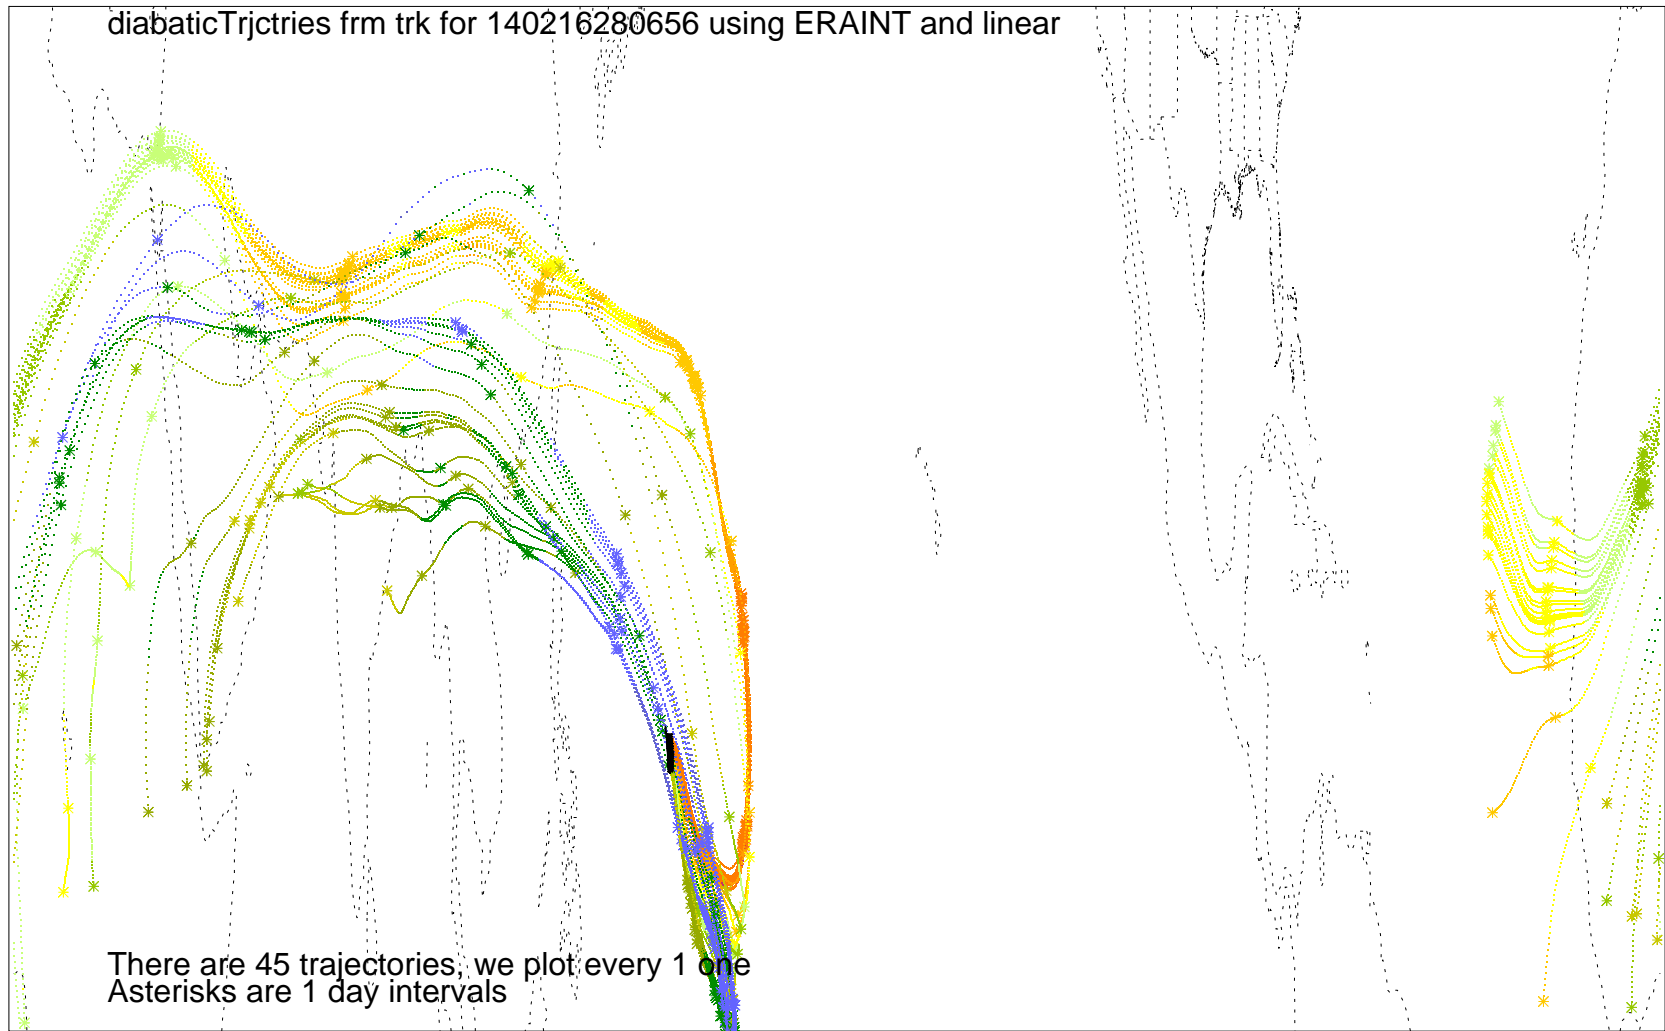 diabaticTrjctries frm trk for 140216280656 using ERAINT and linear
There are 45 trajectories, we plot every 1 one
Asterisks are 1 day intervals